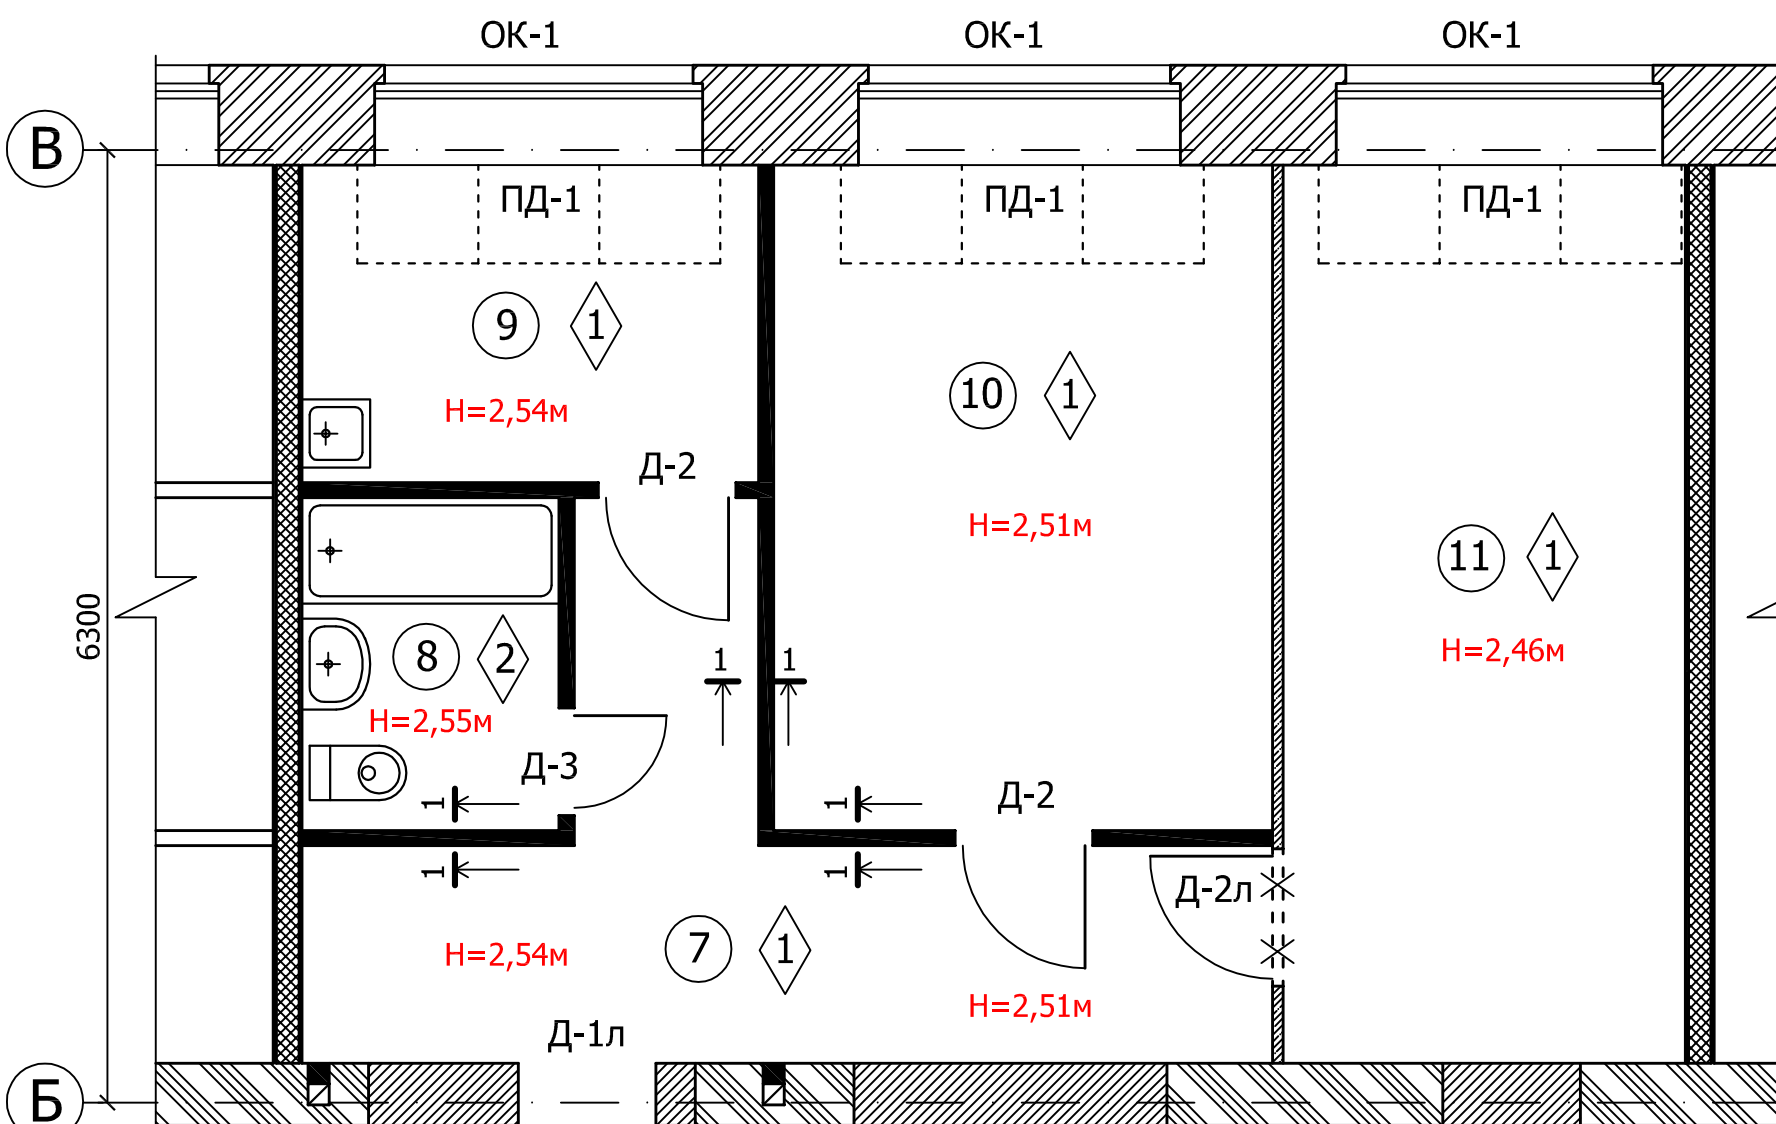 ОК-1
ОК-1
ОК-1
В
ПД-1
ПД-1
ПД-1
9
1
10
1
Н=2,54м
Д-2
Н=2,51м
11
1
6300
8
2
1
1
Н=2,46м
Н=2,55м
Д-3
Д-2
1
1
1
1
Д-2л
7
1
Н=2,54м
Н=2,51м
Д-1л
Б